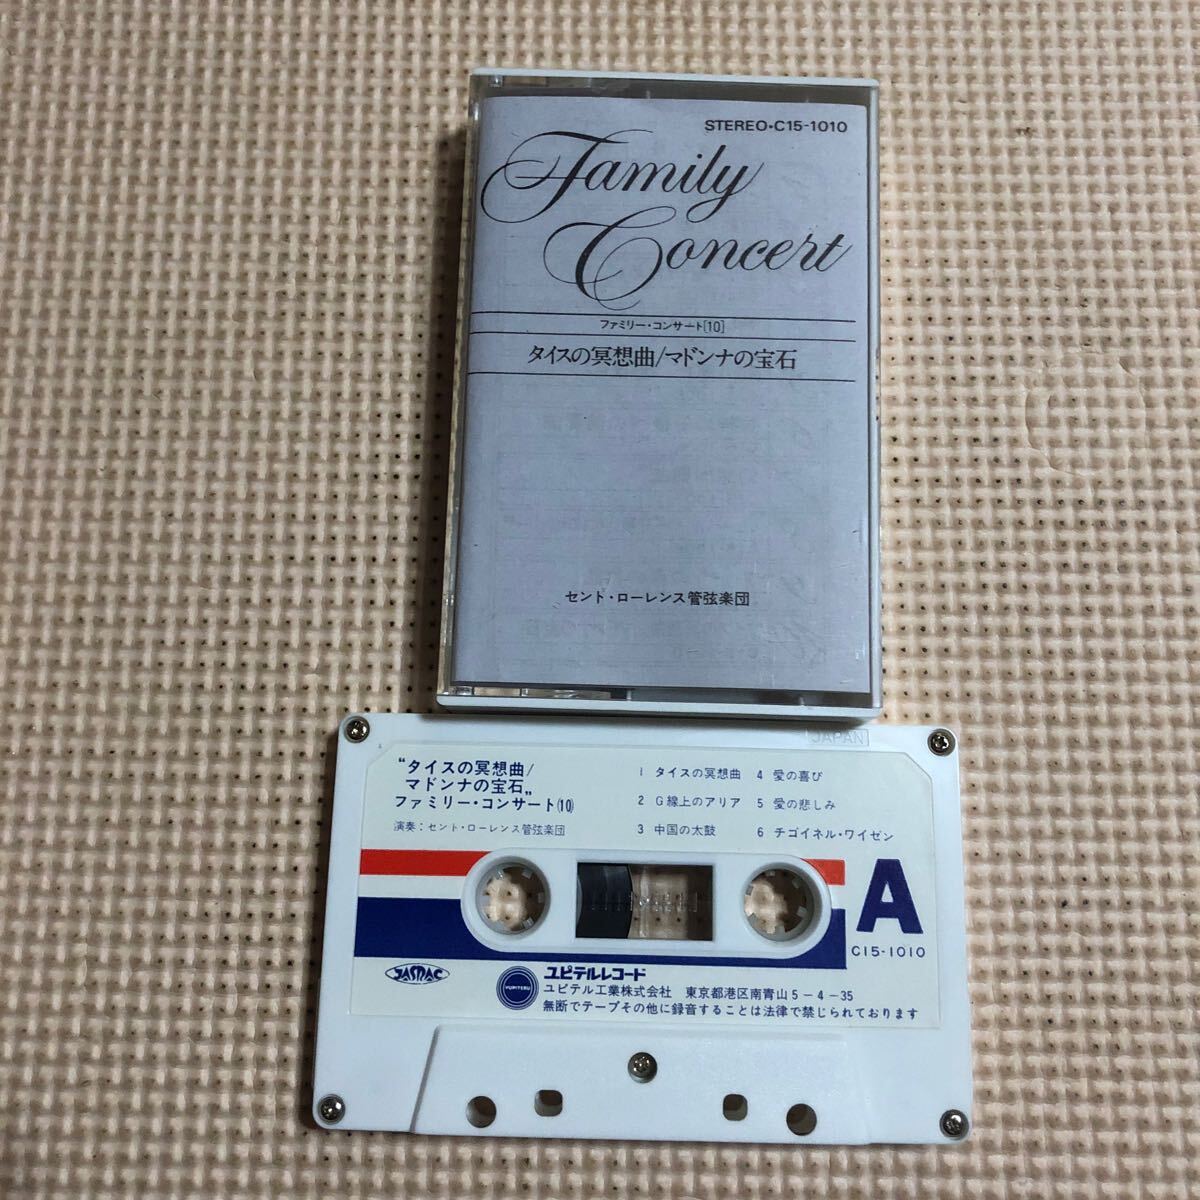 STEREO・C15-1010
Family
Concert
ファミリー・コンサート[10]
タイスの冥想曲/マドンナの宝石
セント・ローレンス管弦楽団
JAPAN
“タイスの冥想曲/
マドンナの宝石„
ファミリー・コンサート(10)
演奏：セント・ローレンス管弦楽団
1 タイスの冥想曲
2 G線上のアリア
3 中国の太鼓
4 愛の喜び
5 愛の悲しみ
6 チゴイネル・ワイゼン
A
C15-1010
JASRAC
YUPITERU
ユピテルレコード
ユピテル工業株式会社 東京都港区南青山5-4-35
無断でテープその他に録音することは法律で禁じられております